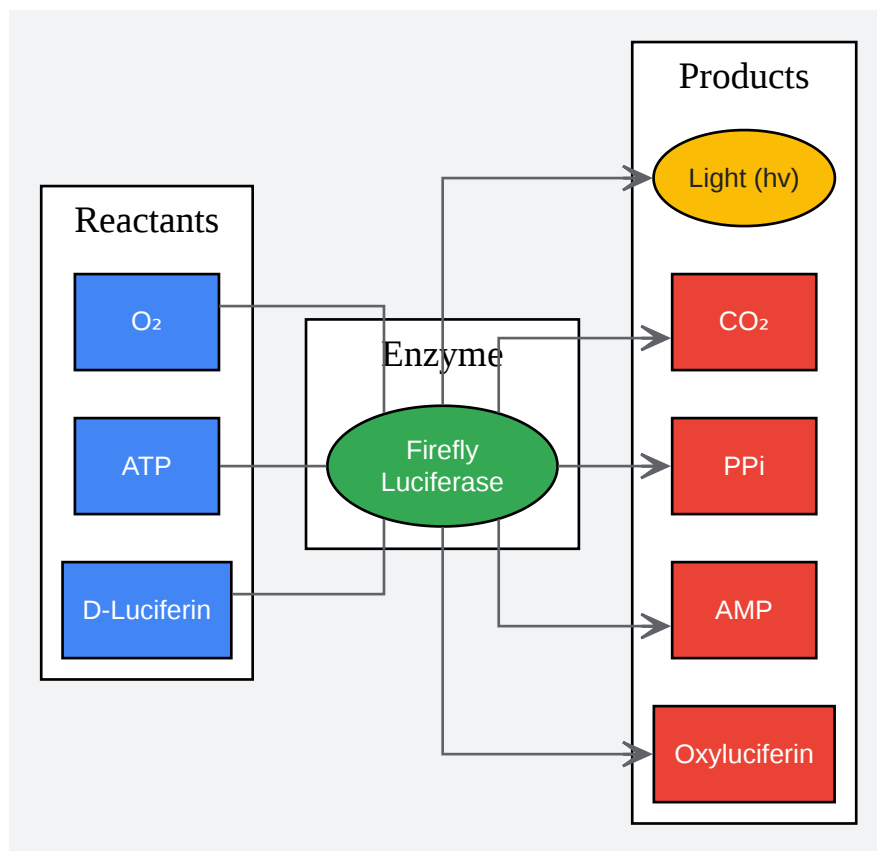 Reactants
O₂
ATP
D-Luciferin
Enzyme
Firefly
Luciferase
Products
Light (hv)
CO₂
PPi
AMP
Oxyluciferin